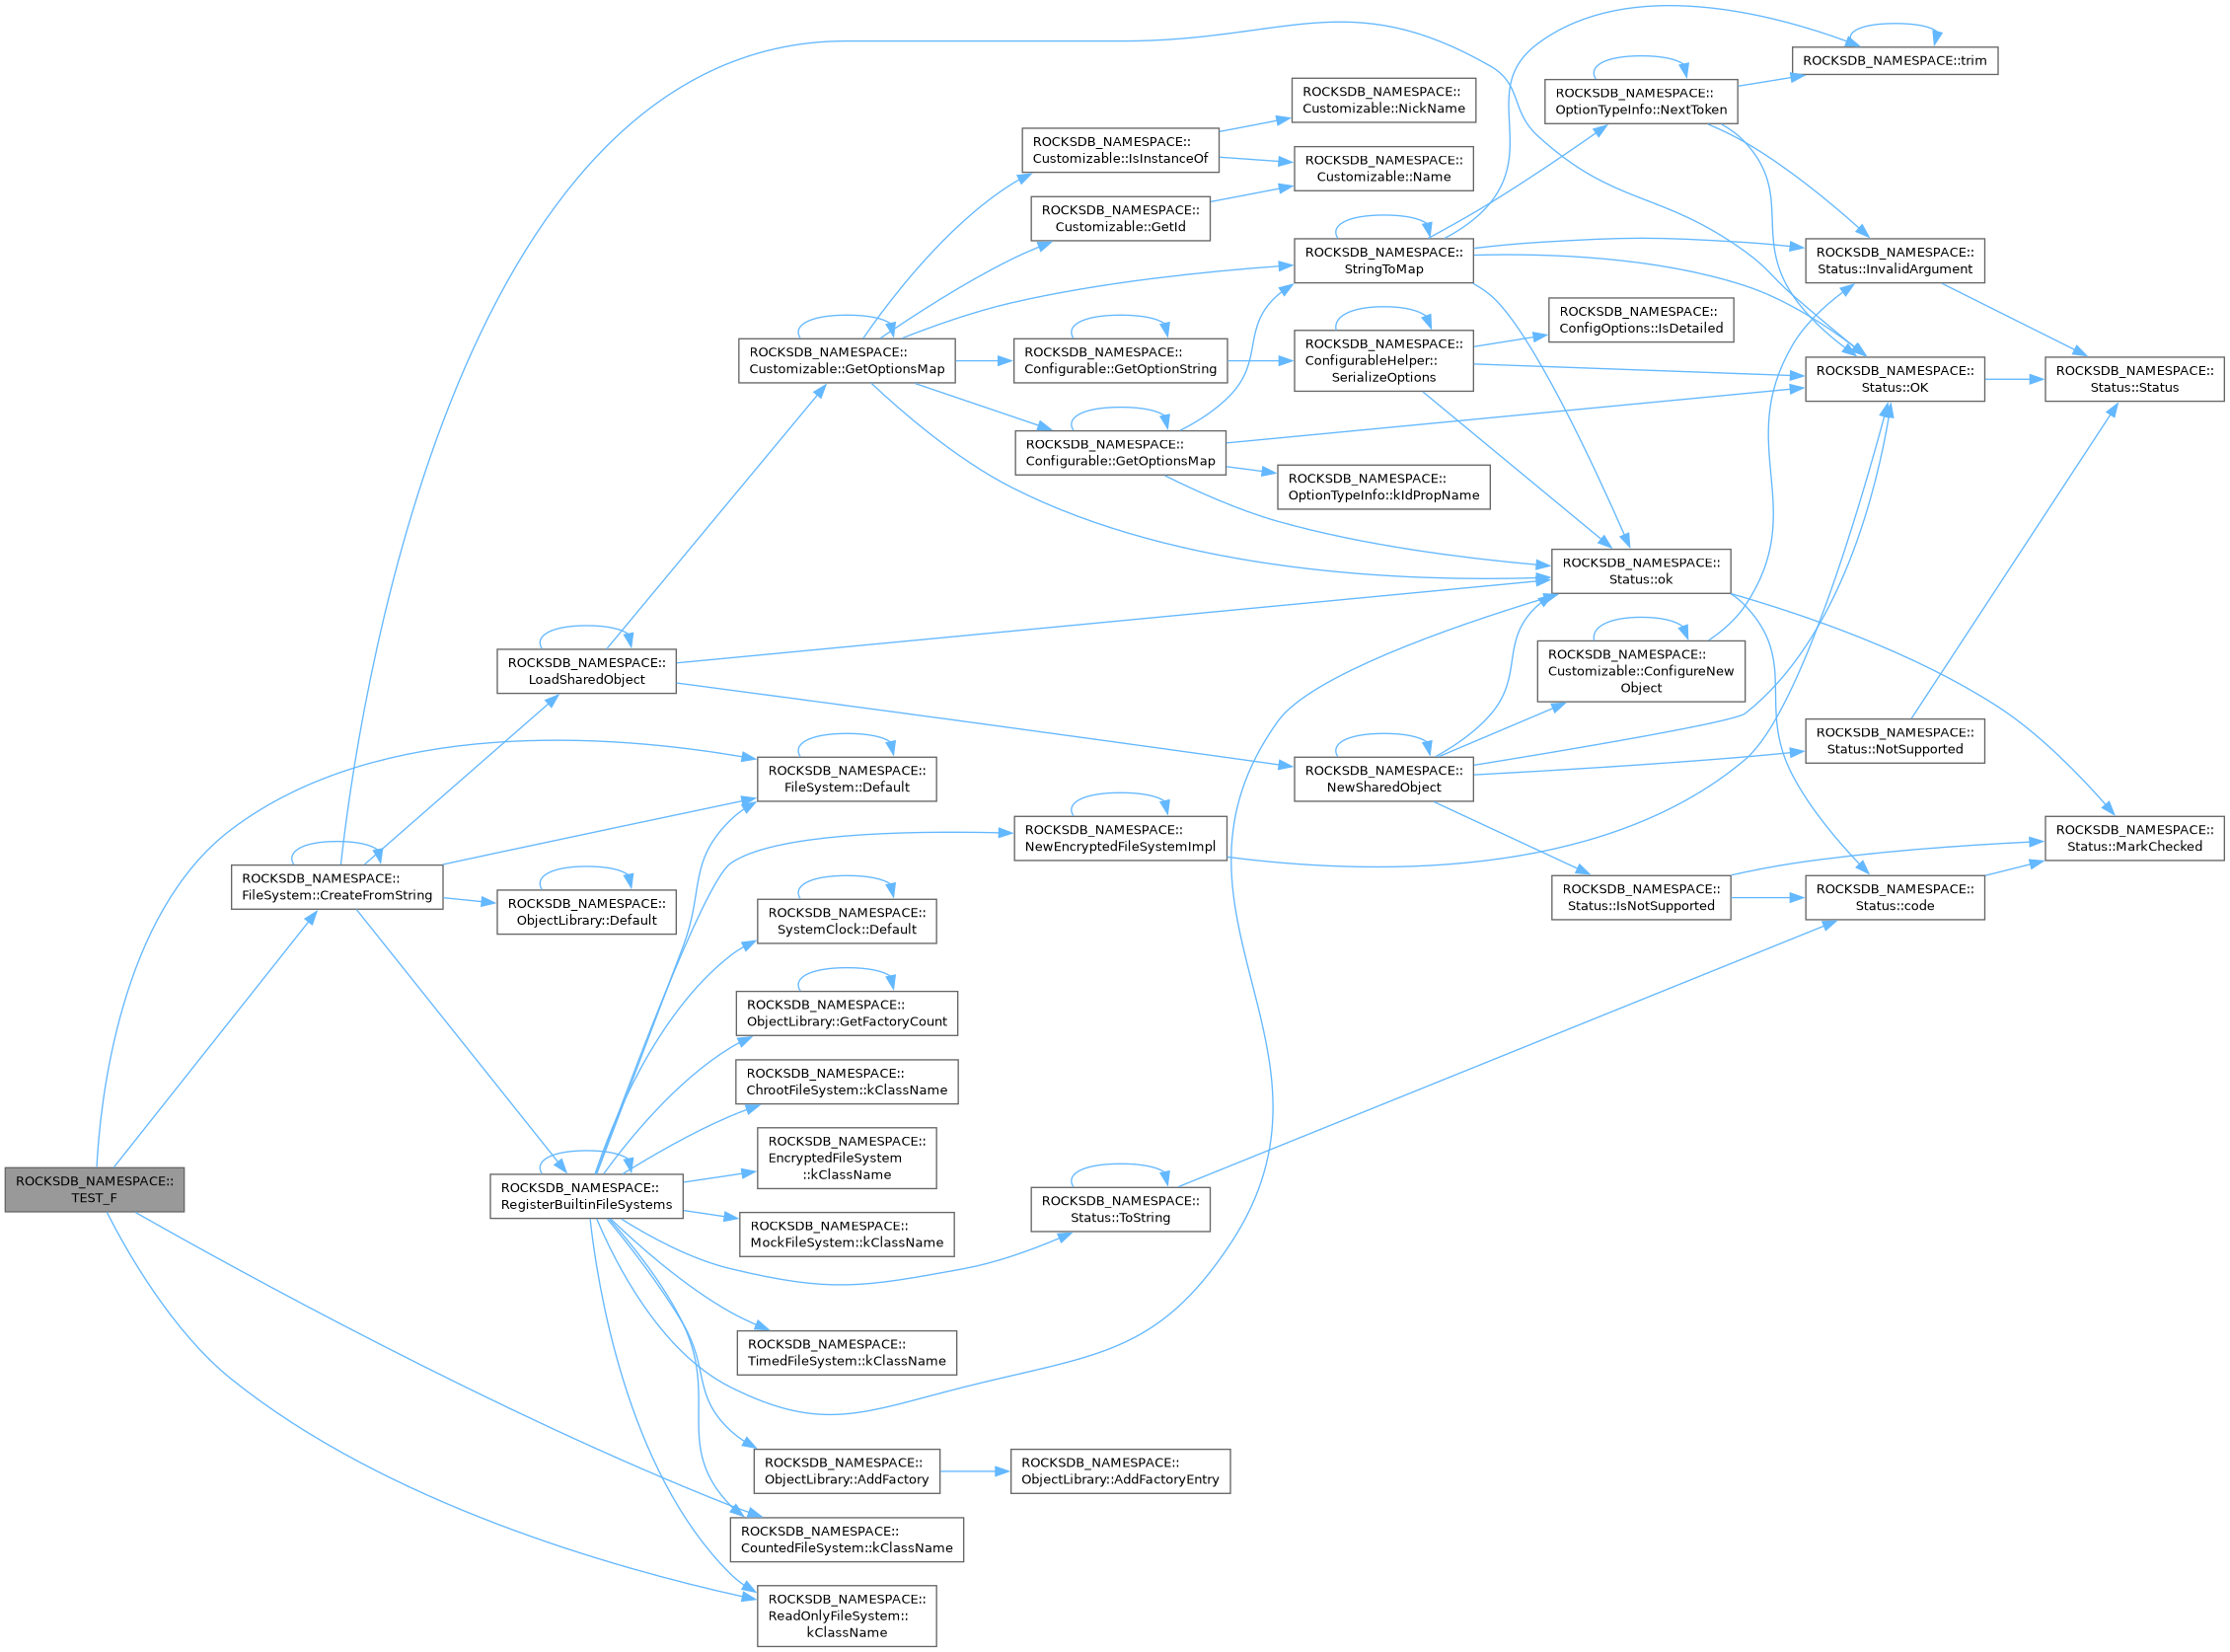 ROCKSDB_NAMESPACE::
TEST_F
ROCKSDB_NAMESPACE::
FileSystem::CreateFromString
ROCKSDB_NAMESPACE::
LoadSharedObject
ROCKSDB_NAMESPACE::
ObjectLibrary::Default
ROCKSDB_NAMESPACE::
RegisterBuiltinFileSystems
ROCKSDB_NAMESPACE::
Customizable::GetOptionsMap
ROCKSDB_NAMESPACE::
FileSystem::Default
ROCKSDB_NAMESPACE::
SystemClock::Default
ROCKSDB_NAMESPACE::
ObjectLibrary::GetFactoryCount
ROCKSDB_NAMESPACE::
ChrootFileSystem::kClassName
ROCKSDB_NAMESPACE::
EncryptedFileSystem
::kClassName
ROCKSDB_NAMESPACE::
MockFileSystem::kClassName
ROCKSDB_NAMESPACE::
TimedFileSystem::kClassName
ROCKSDB_NAMESPACE::
ObjectLibrary::AddFactory
ROCKSDB_NAMESPACE::
CountedFileSystem::kClassName
ROCKSDB_NAMESPACE::
ReadOnlyFileSystem::
kClassName
ROCKSDB_NAMESPACE::
Customizable::IsInstanceOf
ROCKSDB_NAMESPACE::
Customizable::GetId
ROCKSDB_NAMESPACE::
Configurable::GetOptionString
ROCKSDB_NAMESPACE::
Configurable::GetOptionsMap
ROCKSDB_NAMESPACE::
NewEncryptedFileSystemImpl
ROCKSDB_NAMESPACE::
Status::ToString
ROCKSDB_NAMESPACE::
ObjectLibrary::AddFactoryEntry
ROCKSDB_NAMESPACE::
Customizable::NickName
ROCKSDB_NAMESPACE::
Customizable::Name
ROCKSDB_NAMESPACE::
StringToMap
ROCKSDB_NAMESPACE::
ConfigurableHelper::
SerializeOptions
ROCKSDB_NAMESPACE::
OptionTypeInfo::kIdPropName
ROCKSDB_NAMESPACE::
NewSharedObject
ROCKSDB_NAMESPACE::
OptionTypeInfo::NextToken
ROCKSDB_NAMESPACE::
ConfigOptions::IsDetailed
ROCKSDB_NAMESPACE::
Status::ok
ROCKSDB_NAMESPACE::
Customizable::ConfigureNew
Object
ROCKSDB_NAMESPACE::
Status::IsNotSupported
ROCKSDB_NAMESPACE::trim
ROCKSDB_NAMESPACE::
Status::InvalidArgument
ROCKSDB_NAMESPACE::
Status::OK
ROCKSDB_NAMESPACE::
Status::NotSupported
ROCKSDB_NAMESPACE::
Status::code
ROCKSDB_NAMESPACE::
Status::Status
ROCKSDB_NAMESPACE::
Status::MarkChecked